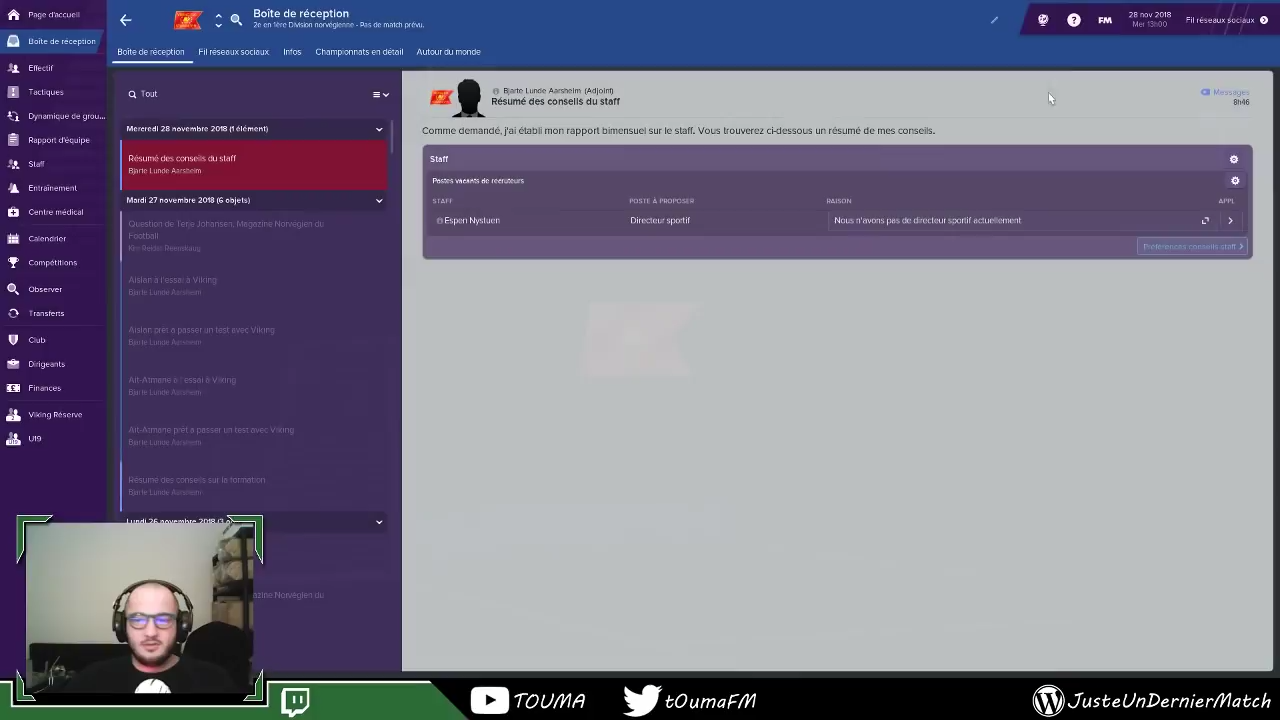 Page d'accueil
Boîte de réception
Effectif
Tactiques
Dynamique de grou...
Rapport d'équipe
Staff
Entraînement
Centre médical
Calendrier
Compétitions
Observer
Transferts
Club
Dirigeants
Finances
Viking Réserve
U19
Boîte de réception
2e en 1ère Division norvégienne - Pas de match prévu.
FM
28 nov 2018
Mer 13h00
Fil réseaux sociaux
Boîte de réception Fil réseaux sociaux Infos Championnats en détail Autour du monde
Tout
Mercredi 28 novembre 2018 (1 élément)
Résumé des conseils du staff
Bjarte Lunde Aarsheim
Mardi 27 novembre 2018 (6 objets)
Question de Terje Johansen, Magazine Norvégien du
Football
Aislan à l'essai à Viking
Bjarte Lunde Aarsheim
Aislan prêt à passer un test avec Viking
Bjarte Lunde Aarsheim
Ait-Atmane à l'essai à Viking
Bjarte Lunde Aarsheim
Ait-Atmane prêt à passer un test avec Viking
Bjarte Lunde Aarsheim
Résumé des conseils sur la formation
Bjarte Lunde Aarsheim
Lundi 26 novembre 2018 (3
Norvégien du
Bjarte Lunde Aarsheim (Adjoint)
Résumé des conseils du staff
Messages
8h46
Comme demandé, j'ai établi mon rapport bimensuel sur le staff. Vous trouverez ci-dessous un résumé de mes conseils.
Staff
Postes vacants de recruteurs
STAFF POSTE À PROPOSER RAISON APPL
Espen Nystuen Directeur sportif Nous n'avons pas de directeur sportif actuellement
Préférences conseils staff
TOUMA
tOumaFM
JusteUnDernierMatch